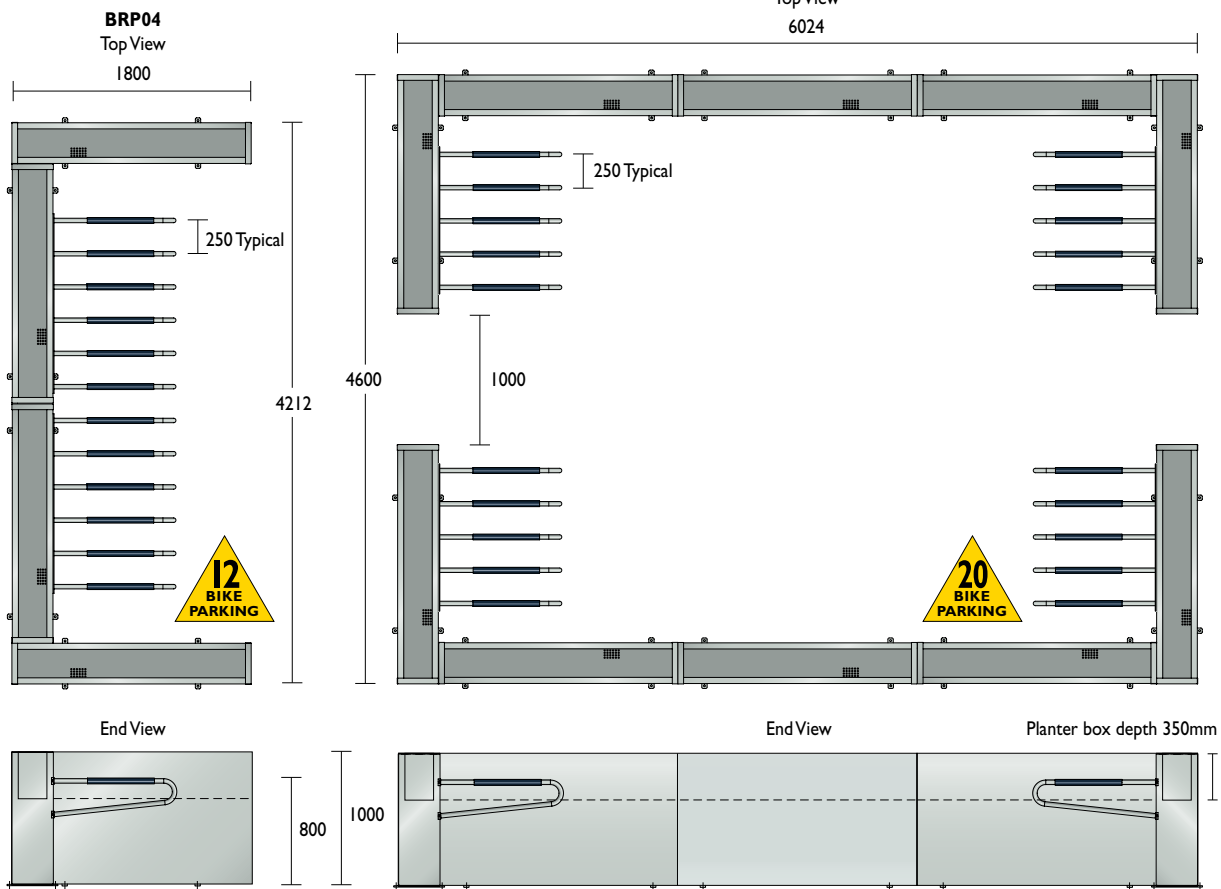 BRP04
Top View
1800
250 Typical
4212
12
BIKE
PARKING
End View
800
1000
Top View
6024
250 Typical
4600
1000
20
BIKE
PARKING
End View
Planter box depth 350mm